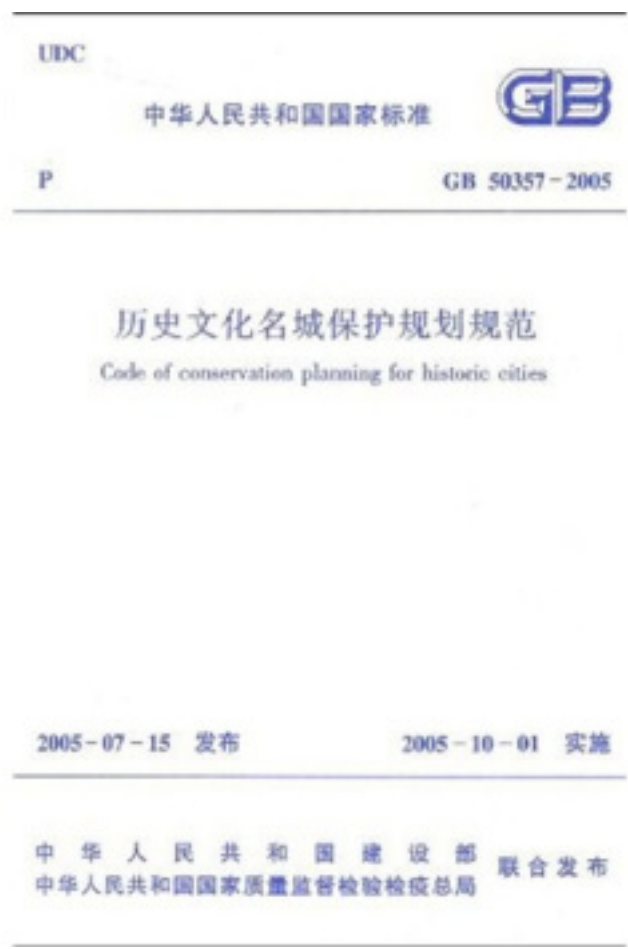 UDC
GB
中华人民共和国国家标准
P
GB 50357-2005
历史文化名城保护规划规范
Code of conservation planning for historic cities
2005-07-15 发布
2005-10-01 实施
中华人民共和国建设部
中华人民共和国国家质量监督检验检疫总局
联合发布